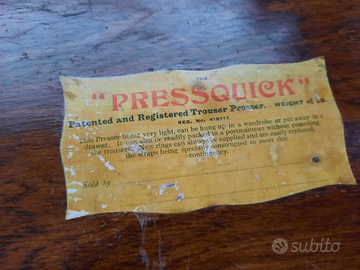 THE
"PRESSQUICK"
Patented and Registered Trouser Presser. WEIGHT 4½ LB.
REG. No. 419717.
This Presser being very light, can be hung up in a wardrobe or put away in a
drawer. It can also be readily packed in a portmanteau without removing
the trousers. New rings can always be supplied and are easily replaced,
the straps being specially constructed to meet this
contingency.
Sold by
subito